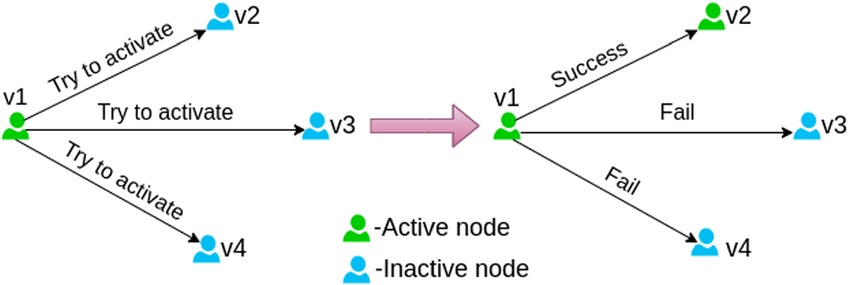 v2
Try to activate
v1
Try to activate
v3
Try to activate
v4
v2
Success
v1
Fail
v3
Fail
v4
-Active node
-Inactive node